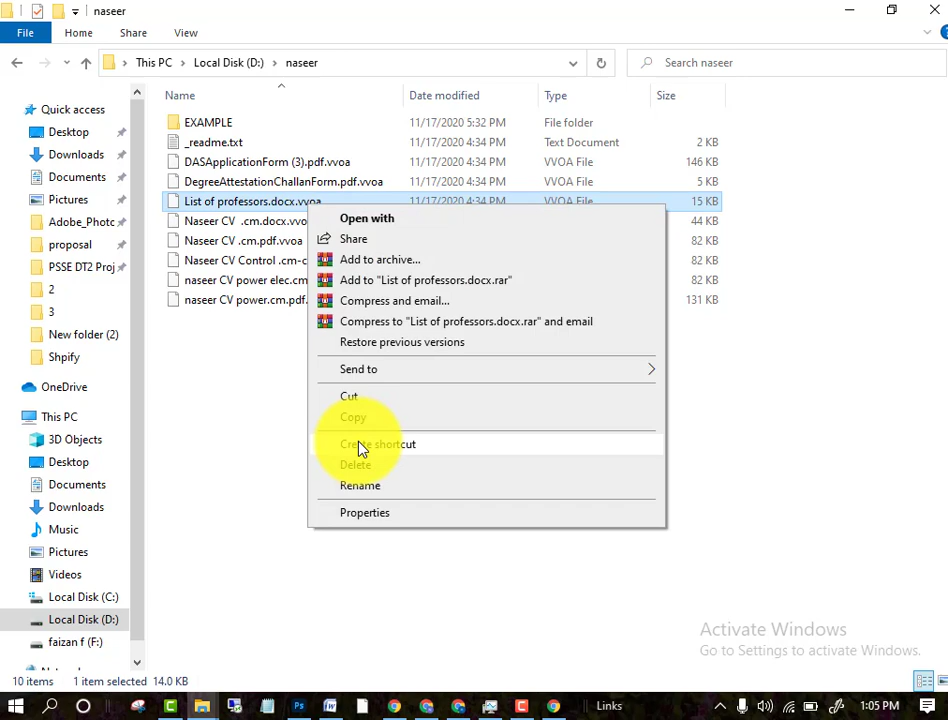 naseer
File Home Share View
This PC Local Disk (D:) naseer
Search naseer
Name Date modified Type Size
Quick access
Desktop
Downloads
Documents
Pictures
Adobe_Photc
proposal
PSSE DT2 Proj
2
3
New folder (2)
Shpify
OneDrive
This PC
3D Objects
Desktop
Documents
Downloads
Music
Pictures
Videos
Local Disk (C:)
Local Disk (D:)
faizan f (F:)
EXAMPLE 11/17/2020 5:32 PM File folder
_readme.txt 11/17/2020 4:34 PM Text Document 2 KB
DASApplicationForm (3).pdf.vvoa 11/17/2020 4:34 PM VVOA File 146 KB
DegreeAttestationChallanForm.pdf.vvoa 11/17/2020 4:34 PM VVOA File 5 KB
List of professors.docx.vvoa 11/17/2020 4:34 PM VVOA File 15 KB
Naseer CV .cm.docx.vvo 44 KB
Naseer CV .cm.pdf.vvoa 82 KB
Naseer CV Control .cm-c 82 KB
naseer CV power elec.cm 82 KB
naseer CV power.cm.pdf. 131 KB
Open with
Share
Add to archive...
Add to "List of professors.docx.rar"
Compress and email...
Compress to "List of professors.docx.rar" and email
Restore previous versions
Send to
Cut
Copy
Create shortcut
Delete
Rename
Properties
Activate Windows
Go to Settings to activate Windows.
10 items 1 item selected 14.0 KB
Links 1:05 PM